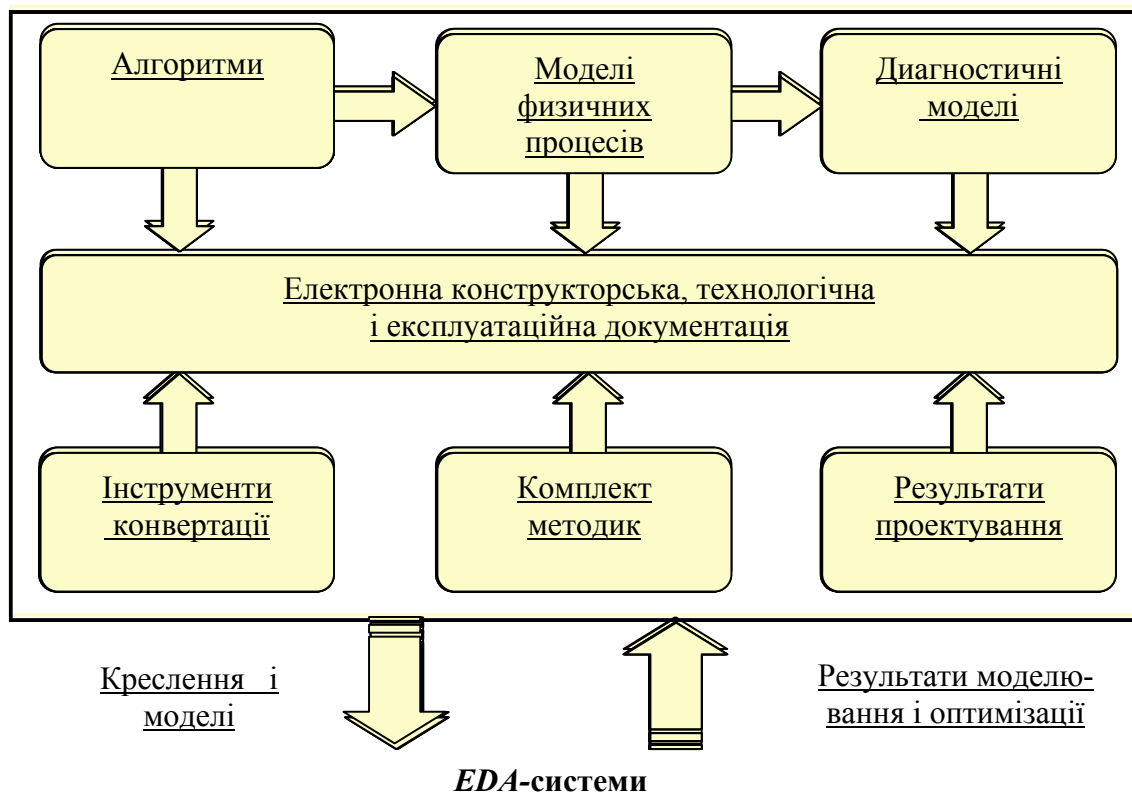 Алгоритми
Моделі
физичних
процесів
Диагностичні
моделі
Електронна конструкторська, технологічна
і експлуатаційна документація
Інструменти
конвертації
Комплект
методик
Результати
проектування
Креслення і
моделі
Результати моделю-
вання і оптимізації
EDA-системи